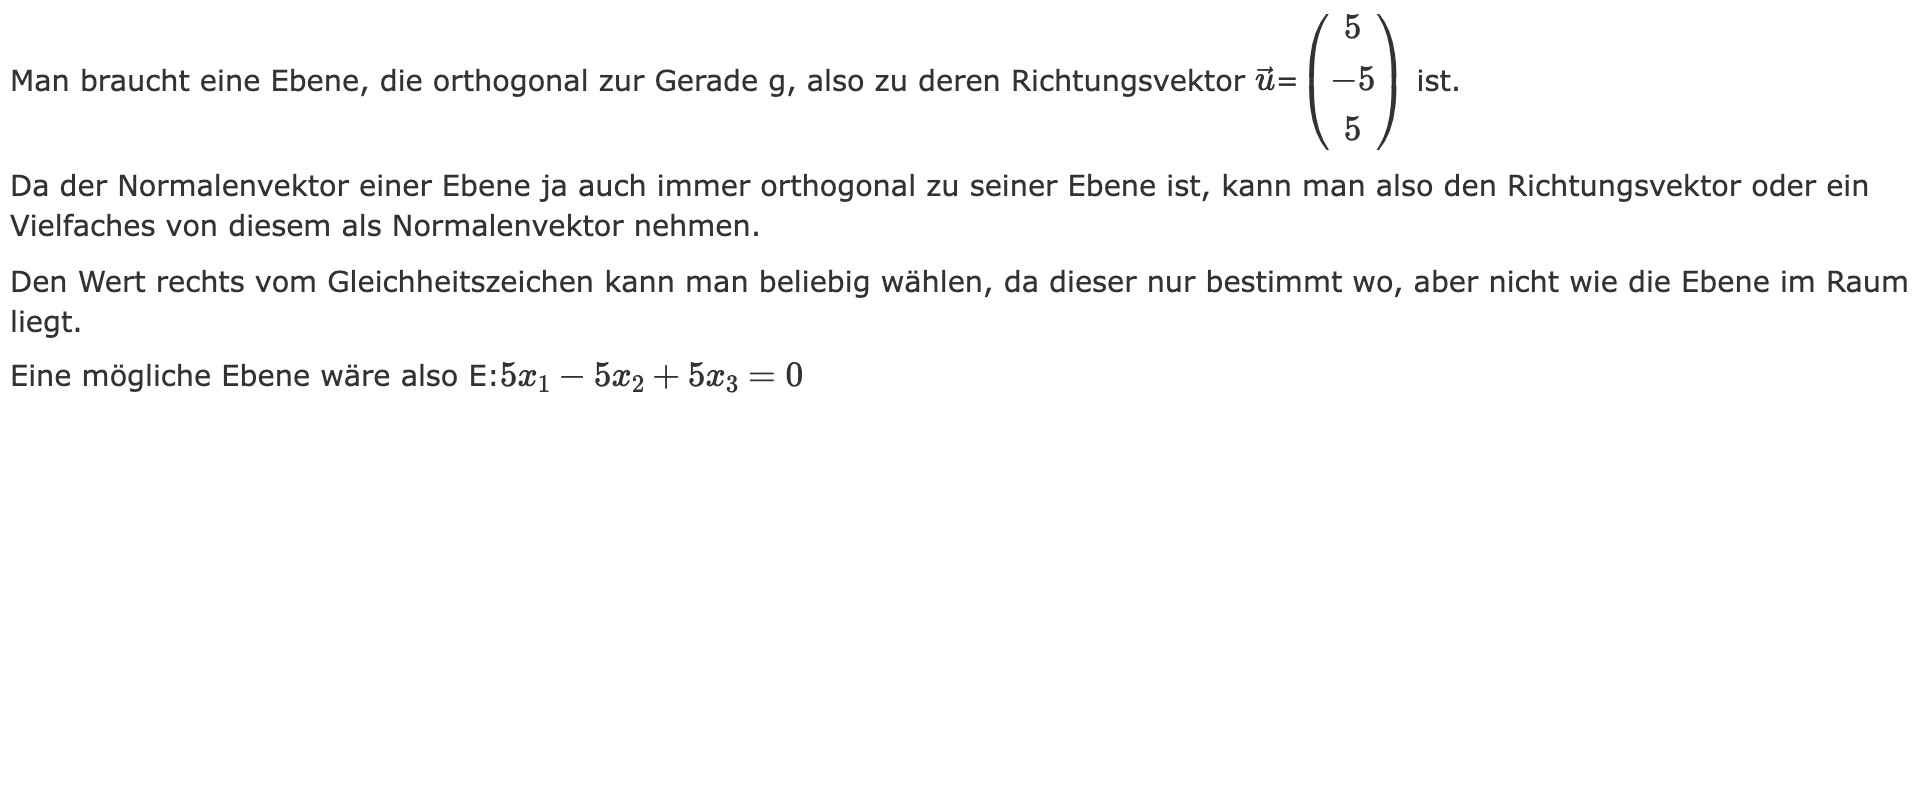 Man braucht eine Ebene, die orthogonal zur Gerade g, also zu deren Richtungsvektor $\vec{u}$= $\begin{pmatrix} 5 \\ -5 \\ 5 \end{pmatrix}$ ist.
Da der Normalenvektor einer Ebene ja auch immer orthogonal zu seiner Ebene ist, kann man also den Richtungsvektor oder ein
Vielfaches von diesem als Normalenvektor nehmen.
Den Wert rechts vom Gleichheitszeichen kann man beliebig wählen, da dieser nur bestimmt wo, aber nicht wie die Ebene im Raum
liegt.
Eine mögliche Ebene wäre also E:$5x_1 - 5x_2 + 5x_3 = 0$